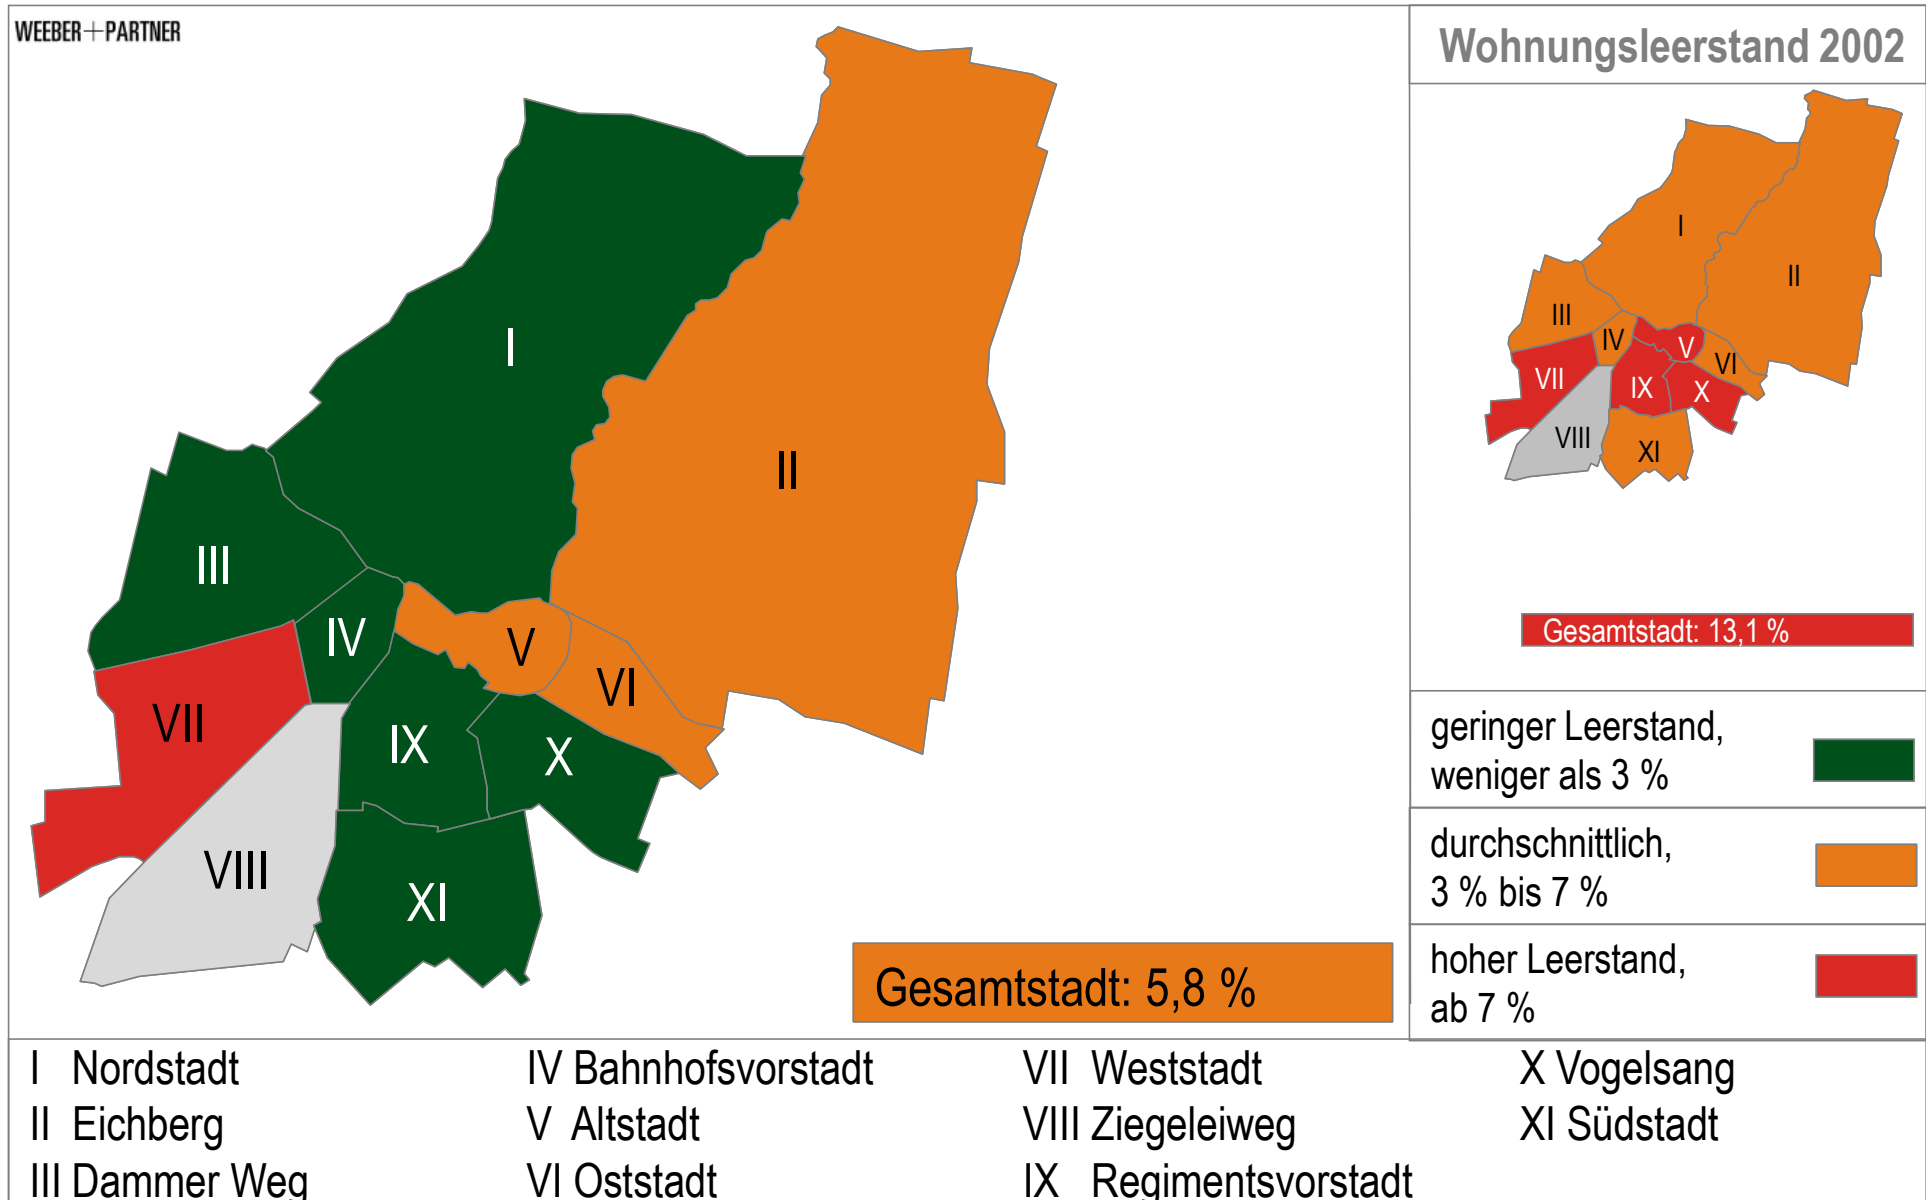 WEEBER+PARTNER
Wohnungsleerstand 2002
I
II
III
IV
V
VI
VII
VIII
IX
X
XI
I
II
III
IV
V
VI
VII
VIII
IX
X
XI
Gesamtstadt: 13,1 %
Gesamtstadt: 5,8 %
geringer Leerstand,
weniger als 3 %
durchschnittlich,
3 % bis 7 %
hoher Leerstand,
ab 7 %
I Nordstadt
II Eichberg
III Dammer Weg
IV Bahnhofsvorstadt
V Altstadt
VI Oststadt
VII Weststadt
VIII Ziegeleiweg
IX Regimentsvorstadt
X Vogelsang
XI Südstadt